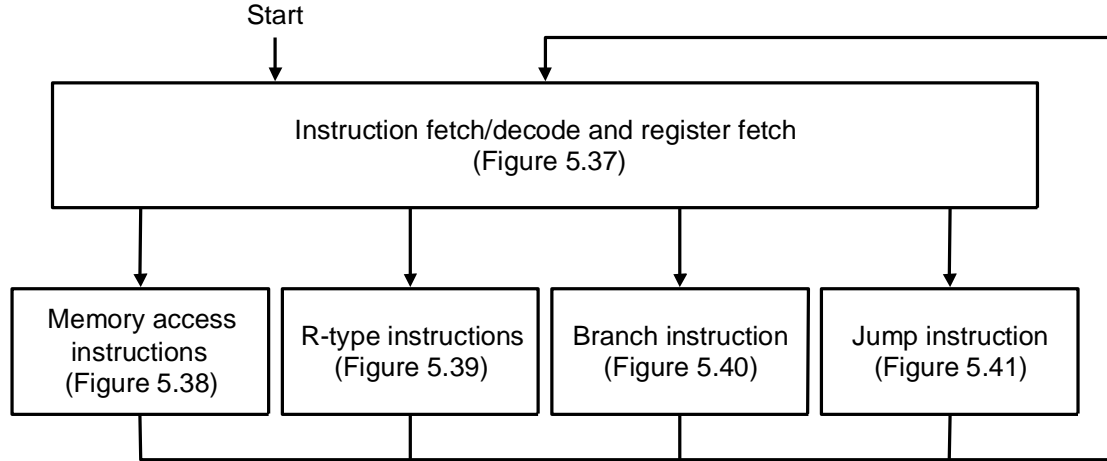 Start
Instruction fetch/decode and register fetch
(Figure 5.37)
Memory access
instructions
(Figure 5.38)
R-type instructions
(Figure 5.39)
Branch instruction
(Figure 5.40)
Jump instruction
(Figure 5.41)